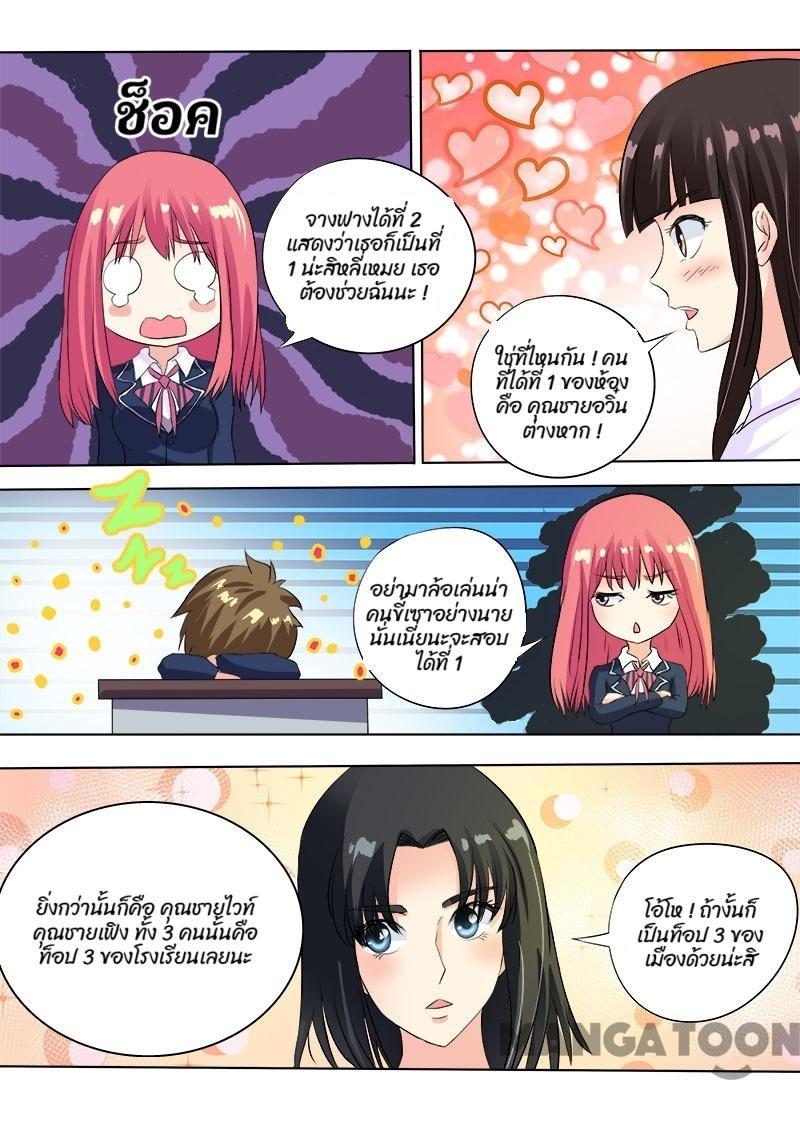 ช็อค
จางฟางได้ที่ 2
แสดงว่าเธอก็เป็นที่
1 น่ะสิหลี่เหมย เธอ
ต้องช่วยฉันนะ !
ใช่ที่ไหนกัน ! คน
ที่ได้ที่ 1 ของห้อง
คือ คุณชายอวิ๋น
ต่างหาก !
Z
Z
Z
Z
อย่ามาล้อเล่นน่า
คนขี้เซาอย่างนาย
นั่นเนี่ยนะจะสอบ
ได้ที่ 1
ยิ่งกว่านั้นก็คือ คุณชายไวท์
คุณชายเฟิง ทั้ง 3 คนนั้นคือ
ท็อป 3 ของโรงเรียนเลยนะ
โอ้โห ! ถ้างั้นก็
เป็นท็อป 3 ของ
เมืองด้วยน่ะสิ
MANGA TOON